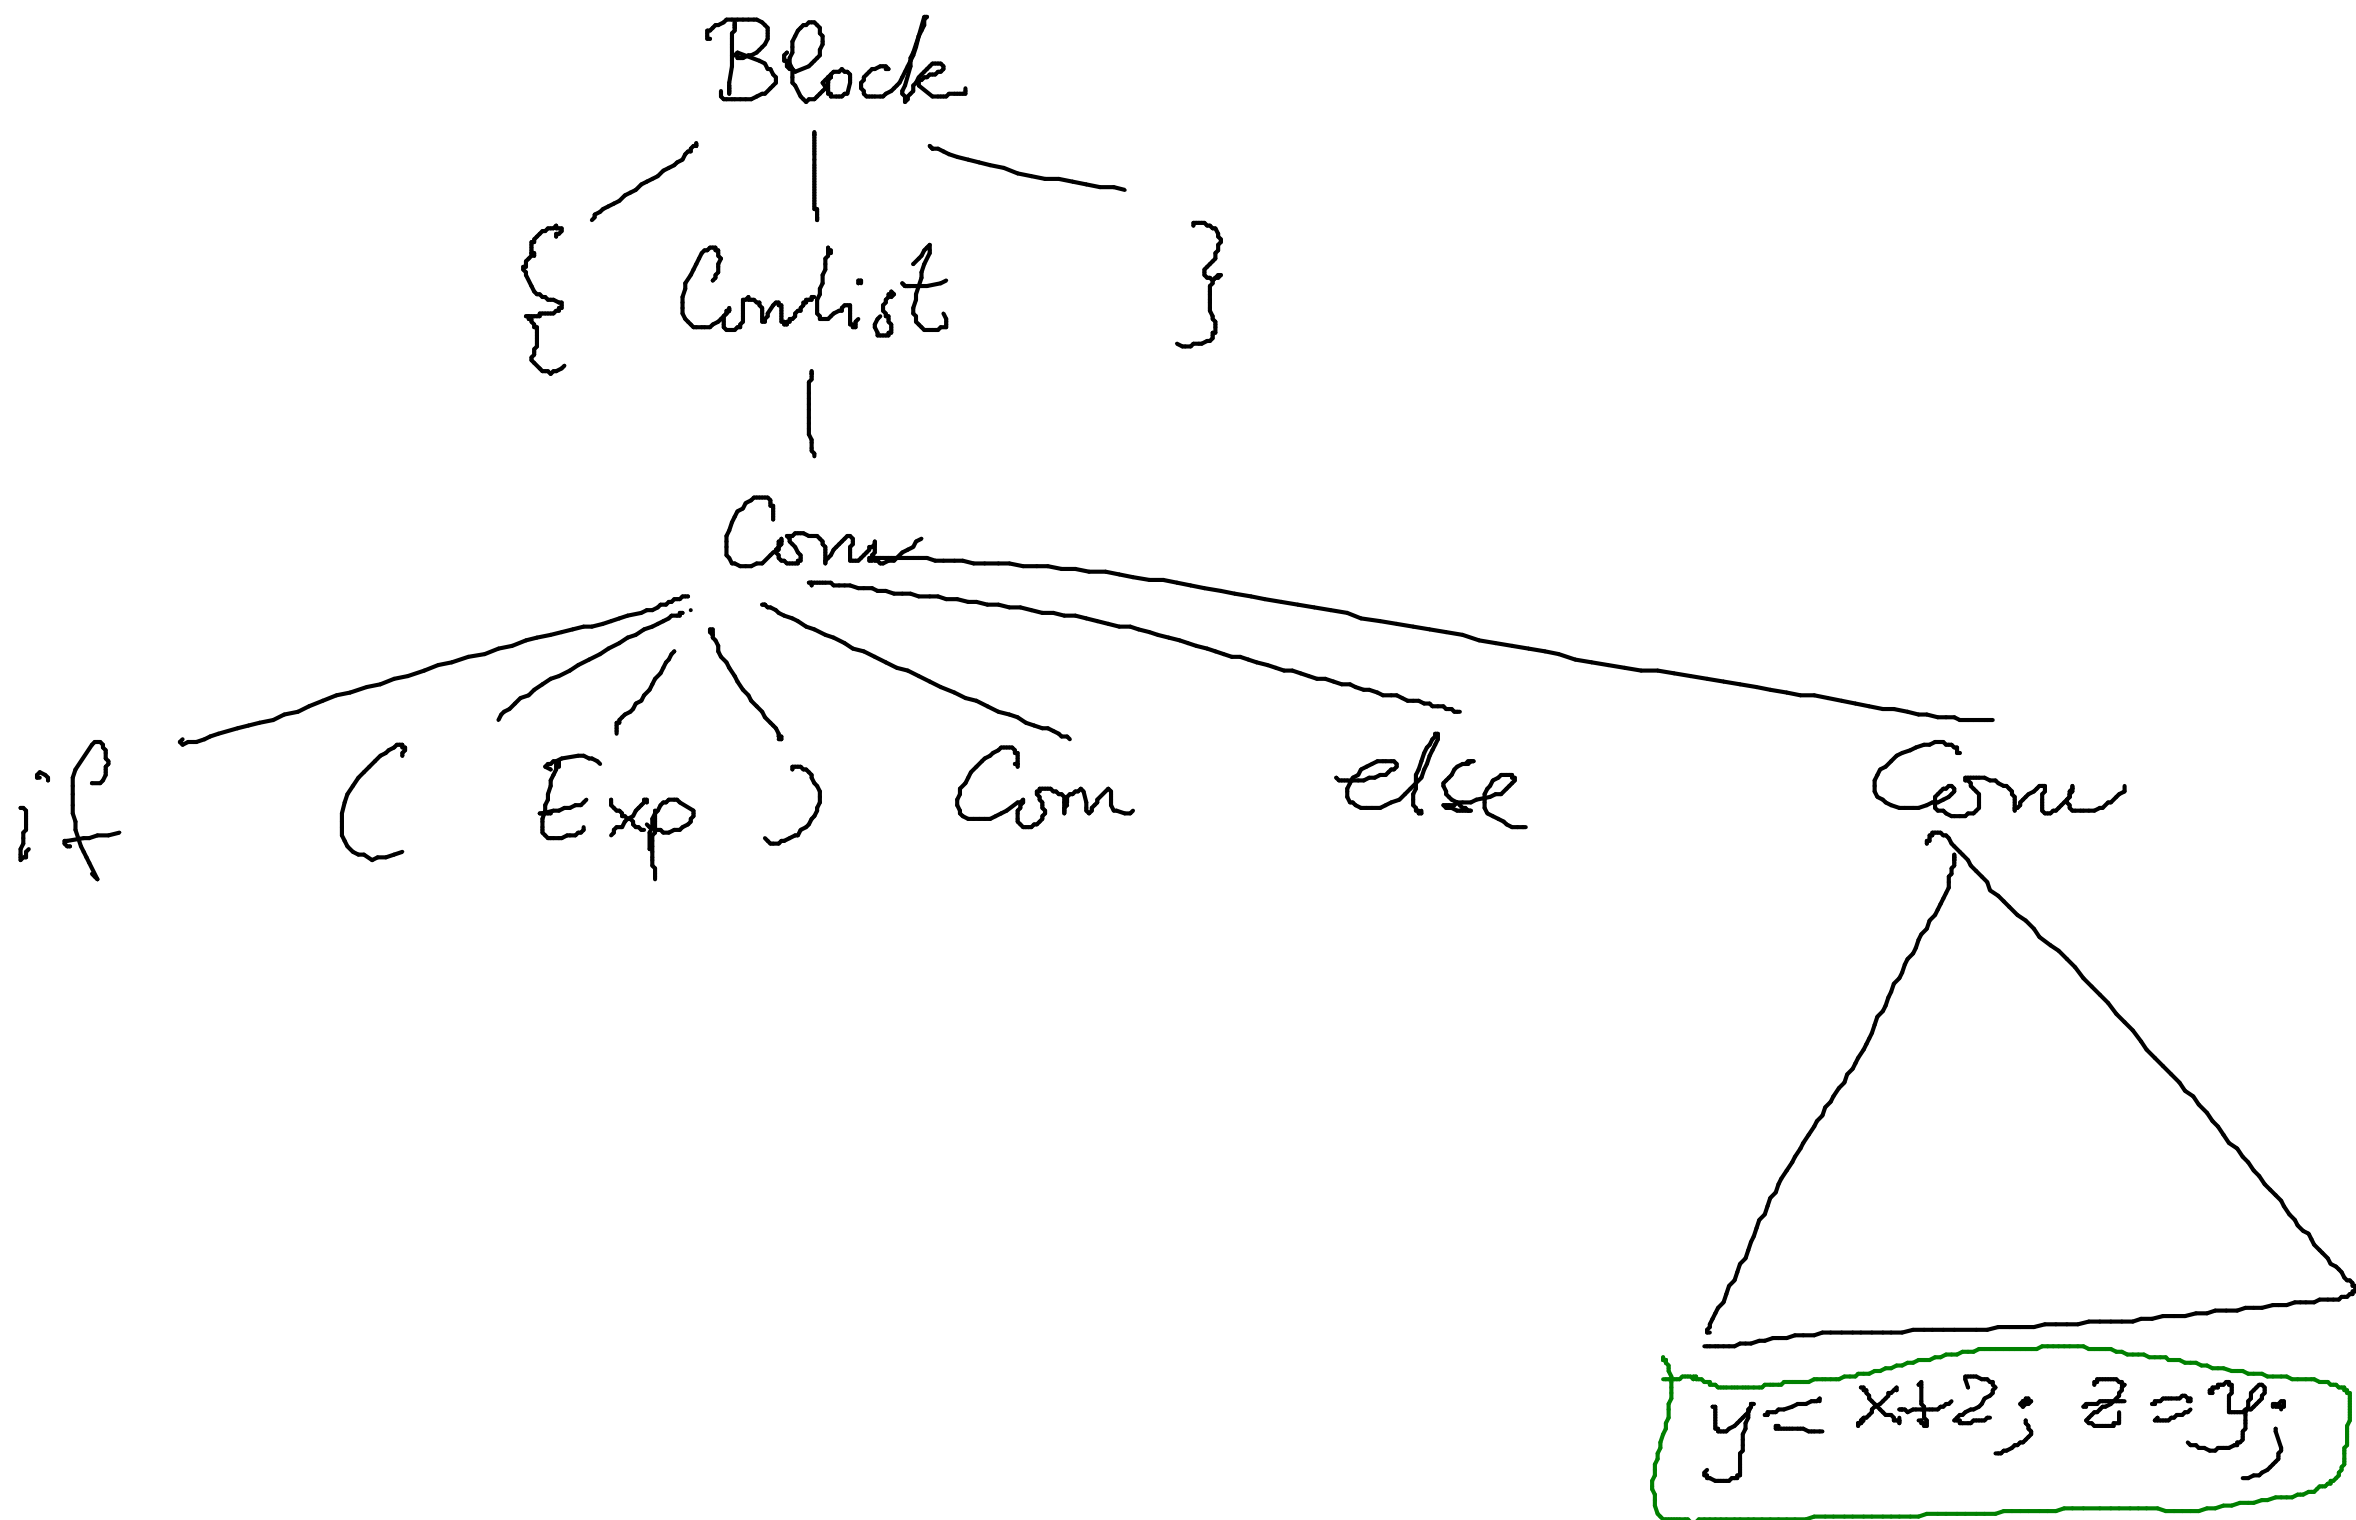 Block
{ Comlist }
Com
if ( Exp ) Com else Com
y = x+2; z = y;